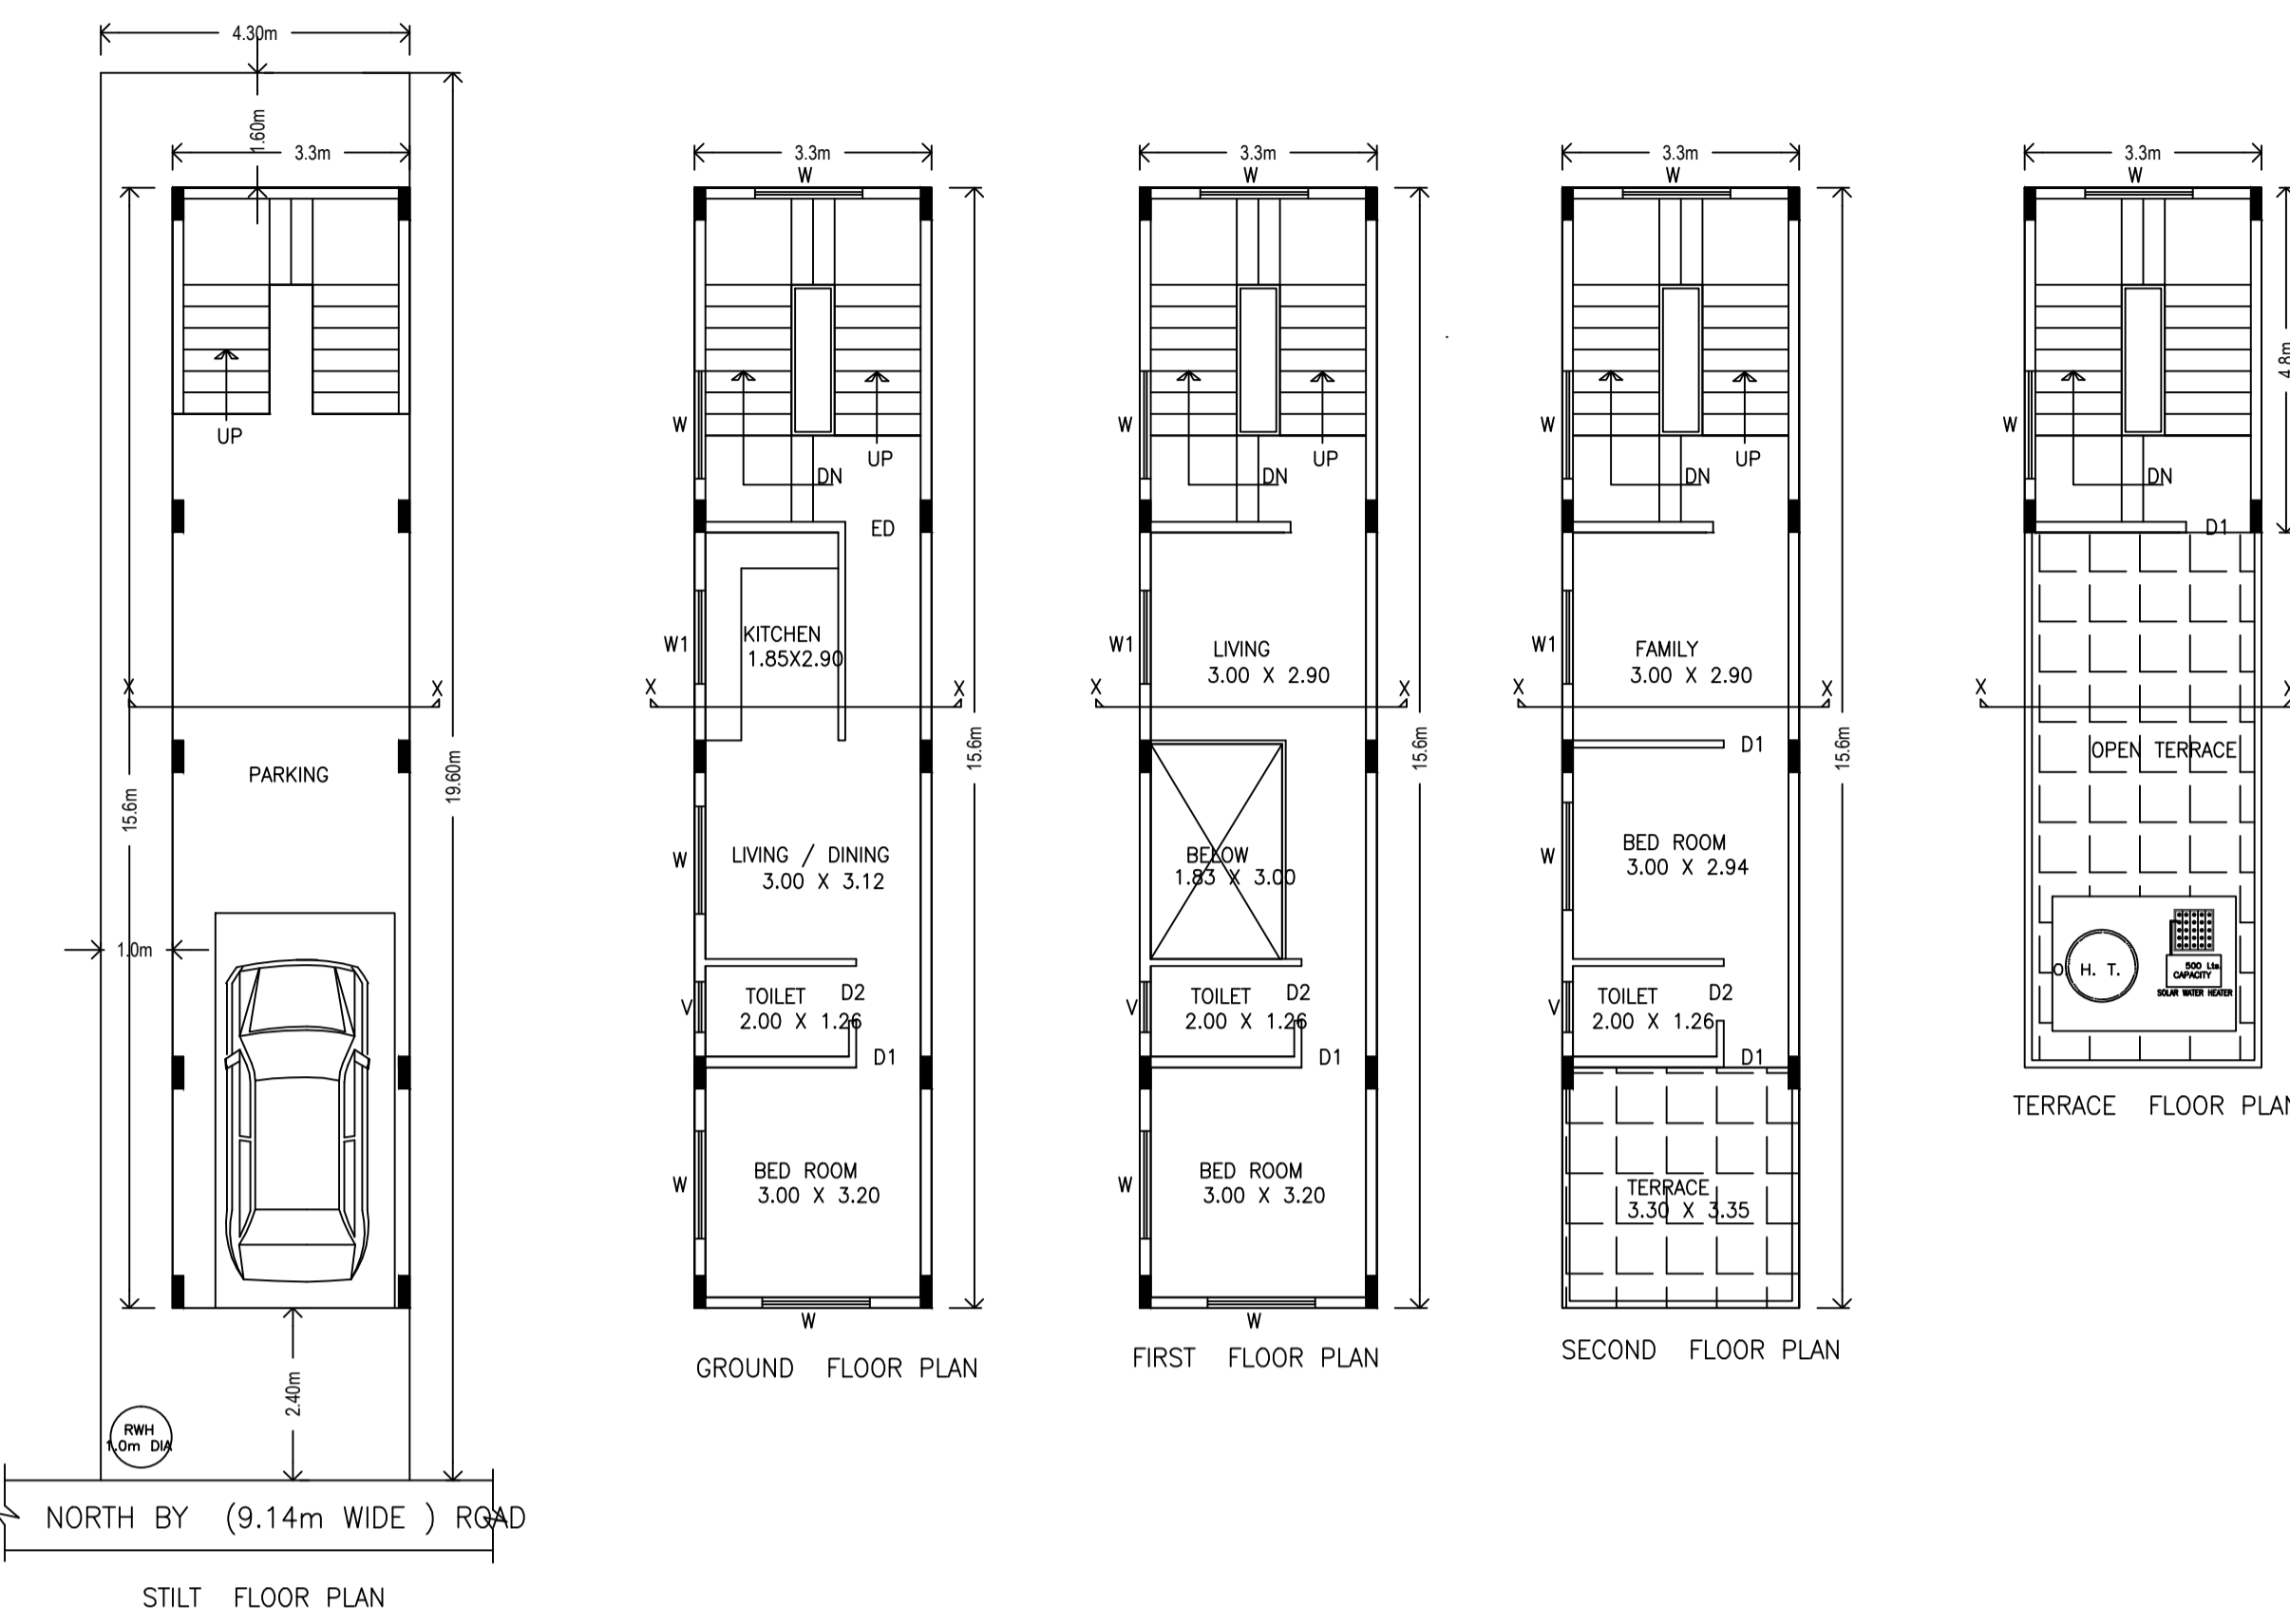 4.30m
1.60m
3.3m
UP
X
X
PARKING
15.6m
19.60m
1.0m
2.40m
RWH
1.0m DIA
NORTH BY (9.14m WIDE ) ROAD
STILT FLOOR PLAN
3.3m
W
W
UP
DN
ED
KITCHEN
1.85X2.90
W1
X
X
15.6m
LIVING / DINING
3.00 X 3.12
W
TOILET
2.00 X 1.26
D2
V
D1
BED ROOM
3.00 X 3.20
W
W
GROUND FLOOR PLAN
3.3m
W
W
UP
DN
LIVING
3.00 X 2.90
W1
X
X
15.6m
BELOW
1.83 X 3.00
TOILET
2.00 X 1.26
D2
V
D1
BED ROOM
3.00 X 3.20
W
W
FIRST FLOOR PLAN
3.3m
W
W
UP
DN
FAMILY
3.00 X 2.90
W1
X
X
D1
15.6m
BED ROOM
3.00 X 2.94
W
TOILET
2.00 X 1.26
D2
V
D1
TERRACE
3.30 X 3.35
SECOND FLOOR PLAN
3.3m
W
4.8m
W
DN
D1
X
X
OPEN TERRACE
O H. T.
500 Lts.
CAPACITY
SOLAR WATER HEATER
TERRACE FLOOR PLAN